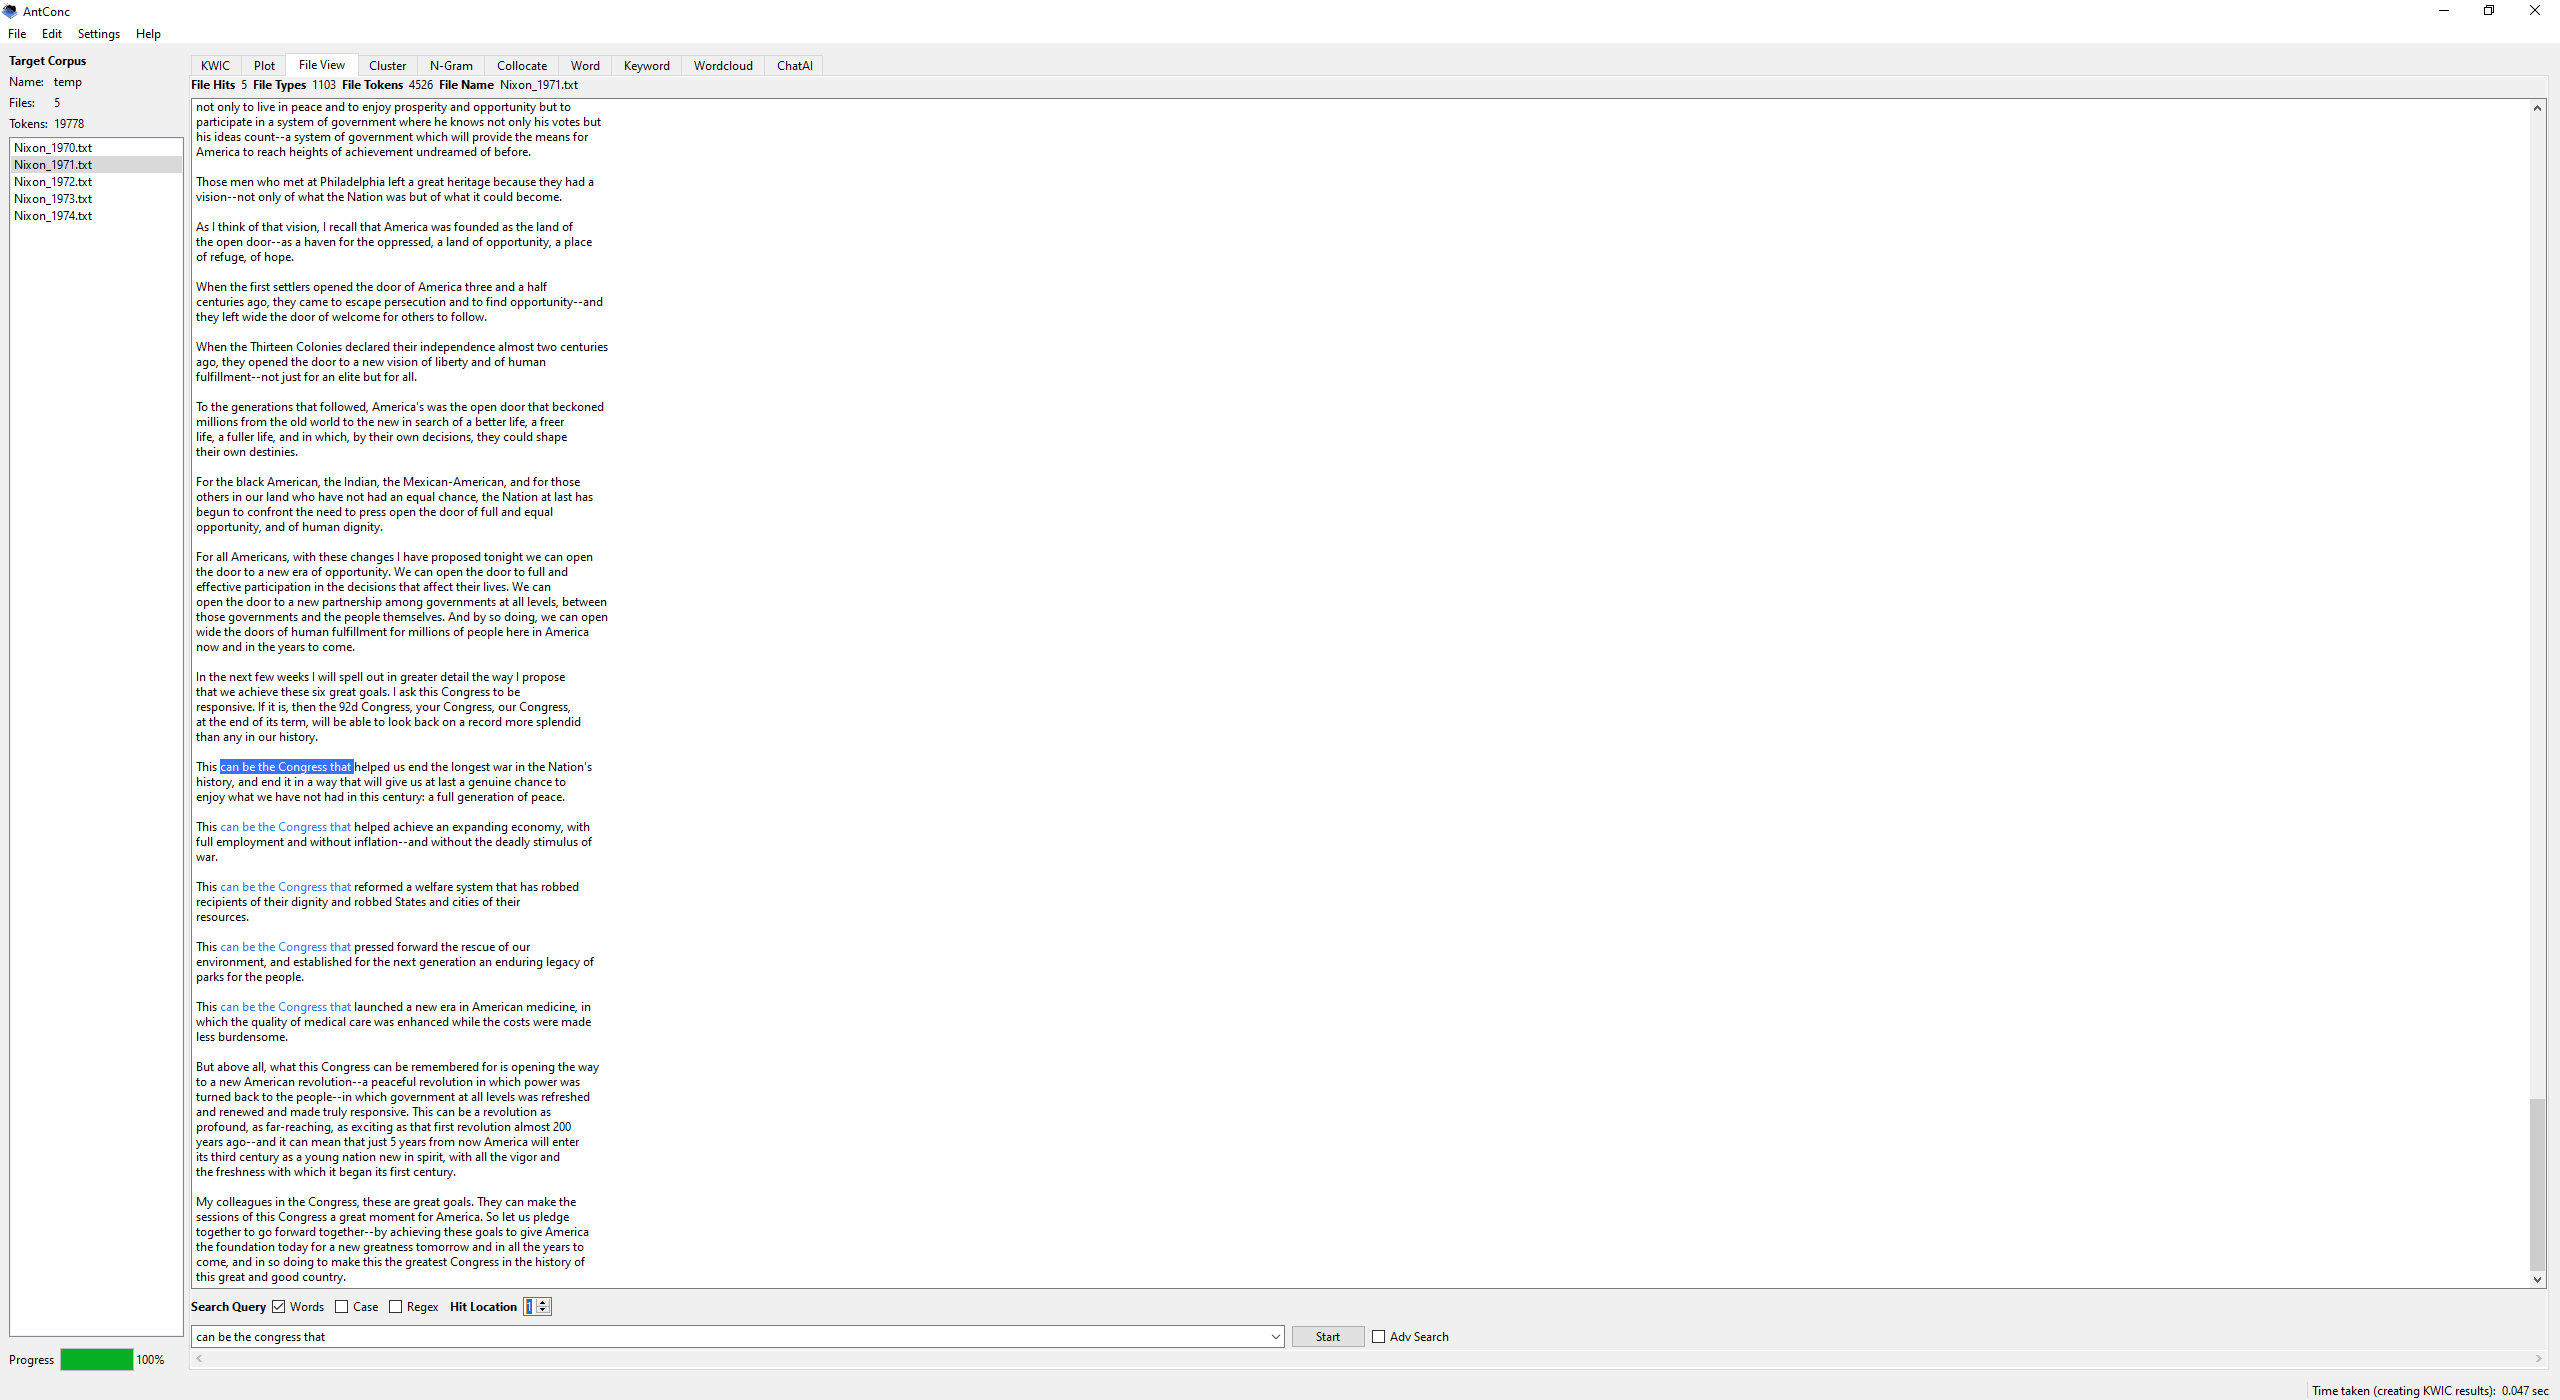 AntConc
File Edit Settings Help
Target Corpus
Name: temp
Files: 5
Tokens: 19778
Nixon_1970.txt
Nixon_1971.txt
Nixon_1972.txt
Nixon_1973.txt
Nixon_1974.txt
Progress 100%
KWIC Plot File View Cluster N-Gram Collocate Word Keyword Wordcloud ChatAI
File Hits 5 File Types 1103 File Tokens 4526 File Name Nixon_1971.txt
not only to live in peace and to enjoy prosperity and opportunity but to
participate in a system of government where he knows not only his votes but
his ideas count--a system of government which will provide the means for
America to reach heights of achievement undreamed of before.
Those men who met at Philadelphia left a great heritage because they had a
vision--not only of what the Nation was but of what it could become.
As I think of that vision, I recall that America was founded as the land of
the open door--as a haven for the oppressed, a land of opportunity, a place
of refuge, of hope.
When the first settlers opened the door of America three and a half
centuries ago, they came to escape persecution and to find opportunity--and
they left wide the door of welcome for others to follow.
When the Thirteen Colonies declared their independence almost two centuries
ago, they opened the door to a new vision of liberty and of human
fulfillment--not just for an elite but for all.
To the generations that followed, America's was the open door that beckoned
millions from the old world to the new in search of a better life, a freer
life, a fuller life, and in which, by their own decisions, they could shape
their own destinies.
For the black American, the Indian, the Mexican-American, and for those
others in our land who have not had an equal chance, the Nation at last has
begun to confront the need to press open the door of full and equal
opportunity, and of human dignity.
For all Americans, with these changes I have proposed tonight we can open
the door to a new era of opportunity. We can open the door to full and
effective participation in the decisions that affect their lives. We can
open the door to a new partnership among governments at all levels, between
those governments and the people themselves. And by so doing, we can open
wide the doors of human fulfillment for millions of people here in America
now and in the years to come.
In the next few weeks I will spell out in greater detail the way I propose
that we achieve these six great goals. I ask this Congress to be
responsive. If it is, then the 92d Congress, your Congress, our Congress,
at the end of its term, will be able to look back on a record more splendid
than any in our history.
This can be the Congress that helped us end the longest war in the Nation's
history, and end it in a way that will give us at last a genuine chance to
enjoy what we have not had in this century: a full generation of peace.
This can be the Congress that helped achieve an expanding economy, with
full employment and without inflation--and without the deadly stimulus of
war.
This can be the Congress that reformed a welfare system that has robbed
recipients of their dignity and robbed States and cities of their
resources.
This can be the Congress that pressed forward the rescue of our
environment, and established for the next generation an enduring legacy of
parks for the people.
This can be the Congress that launched a new era in American medicine, in
which the quality of medical care was enhanced while the costs were made
less burdensome.
But above all, what this Congress can be remembered for is opening the way
to a new American revolution--a peaceful revolution in which power was
turned back to the people--in which government at all levels was refreshed
and renewed and made truly responsive. This can be a revolution as
profound, as far-reaching, as exciting as that first revolution almost 200
years ago--and it can mean that just 5 years from now America will enter
its third century as a young nation new in spirit, with all the vigor and
the freshness with which it began its first century.
My colleagues in the Congress, these are great goals. They can make the
sessions of this Congress a great moment for America. So let us pledge
together to go forward together--by achieving these goals to give America
the foundation today for a new greatness tomorrow and in all the years to
come, and in so doing to make this the greatest Congress in the history of
this great and good country.
Search Query Words Case Regex Hit Location 1
can be the congress that Start Adv Search
Time taken (creating KWIC results): 0.047 sec